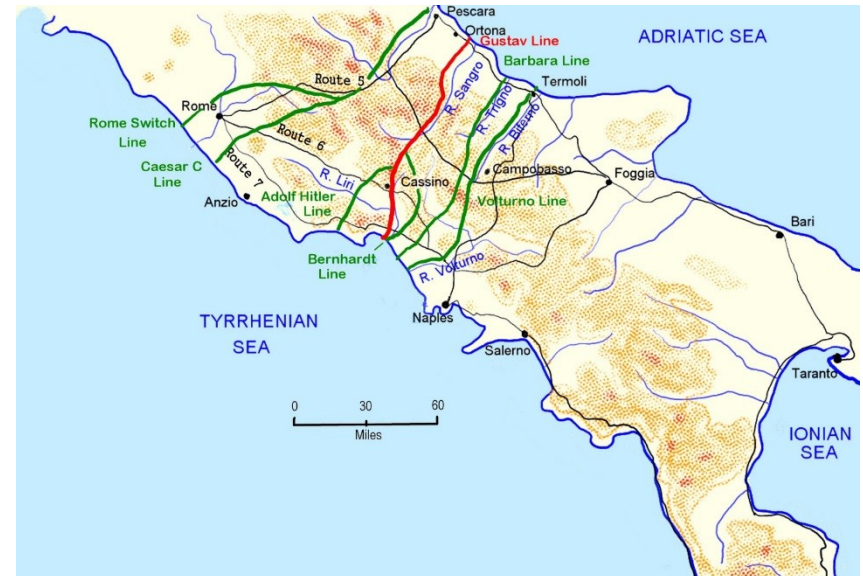 Pescara
Ortona
Gustav Line
ADRIATIC SEA
Barbara Line
Route 5
R. Sangro
R. Trigno
Termoli
Rome
R. Biferno
Rome Switch
Line
Route 6
Caesar C
Line
Route 7
R. Liri
Cassino
Campobasso
Foggia
Anzio
Adolf Hitler
Line
Volturno Line
Bari
Bernhardt
Line
R. Volturno
Naples
TYRRHENIAN
SEA
Salerno
Taranto
0 30 60
Miles
IONIAN
SEA